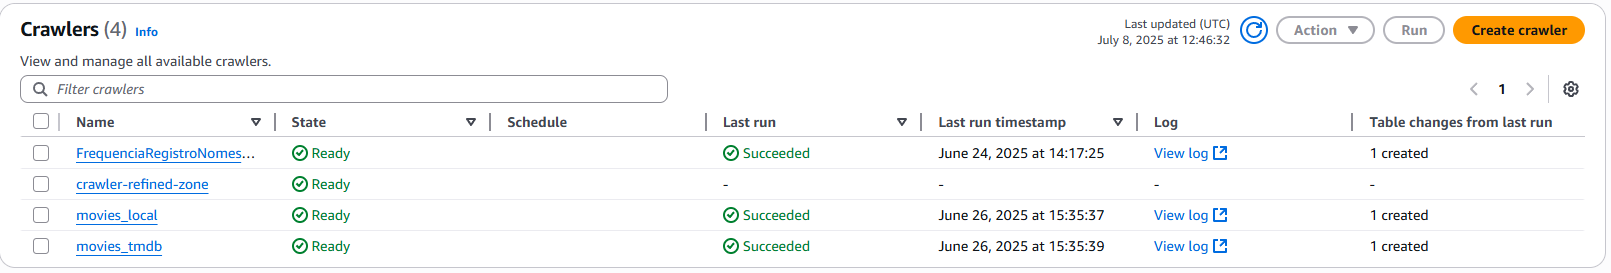 Crawlers (4) Info
Last updated (UTC)
July 8, 2025 at 12:46:32
Action
Run
Create crawler
View and manage all available crawlers.
Filter crawlers
1
Name State Schedule Last run Last run timestamp Log Table changes from last run
FrequenciaRegistroNomes... Ready Succeeded June 24, 2025 at 14:17:25 View log 1 created
crawler-refined-zone Ready - - - -
movies_local Ready Succeeded June 26, 2025 at 15:35:37 View log 1 created
movies_tmdb Ready Succeeded June 26, 2025 at 15:35:39 View log 1 created